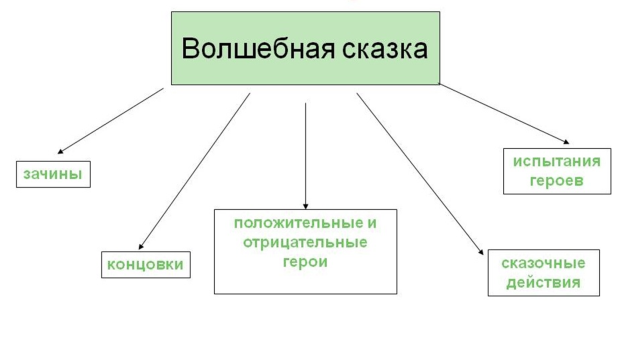 Волшебная сказка
зачины
концовки
положительные и
отрицательные
герои
сказочные
действия
испытания
героев